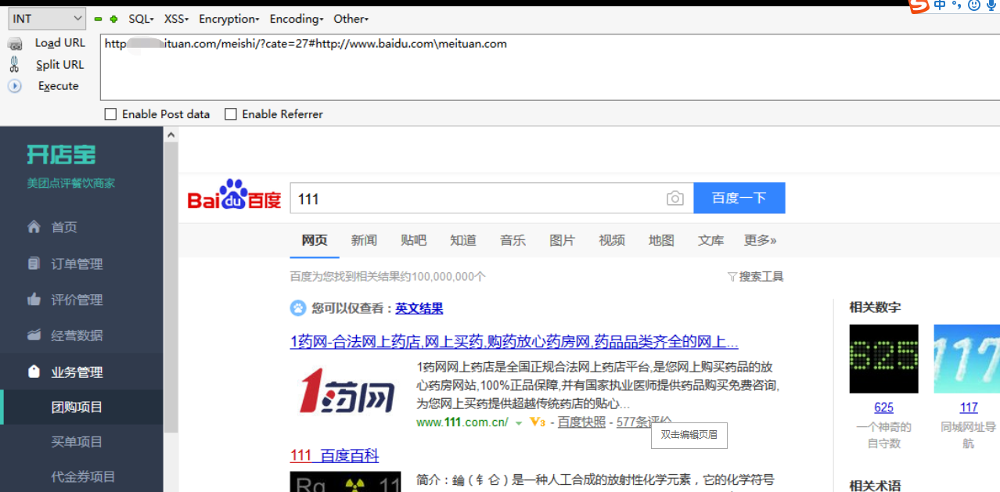 中
INT SQL XSS Encryption Encoding Other
Load URL
http ituan.com/meishi/?cate=27#http://www.baidu.com\meituan.com
Split URL
Execute
Enable Post data Enable Referrer
开店宝
美团点评餐饮商家
首页
订单管理
评价管理
经营数据
业务管理
团购项目
买单项目
代金券项目
Bai du 百度 111 百度一下
网页 新闻 贴吧 知道 音乐 图片 视频 地图 文库 更多»
百度为您找到相关结果约100,000,000个 搜索工具
您可以仅查看：英文结果
1药网-合法网上药店,网上买药,购药放心药房网,药品品类齐全的网上...
1药网
1药网网上药店是全国正规合法网上药店平台,是您网上购买药品的放
心药房网站,100%正品保障,并有国家执业医师提供药品购买免费咨询,
为您网上买药提供超越传统药店的贴心...
www.111.com.cn/ V3 - 百度快照 - 577条评价
双击编辑页眉
111_百度百科
Rg 11
简介：錀（钅仑）是一种人工合成的放射性化学元素，它的化学符号
相关数字
625
117
625
117
一个神奇的
自守数
同城网址导
航
相关术语